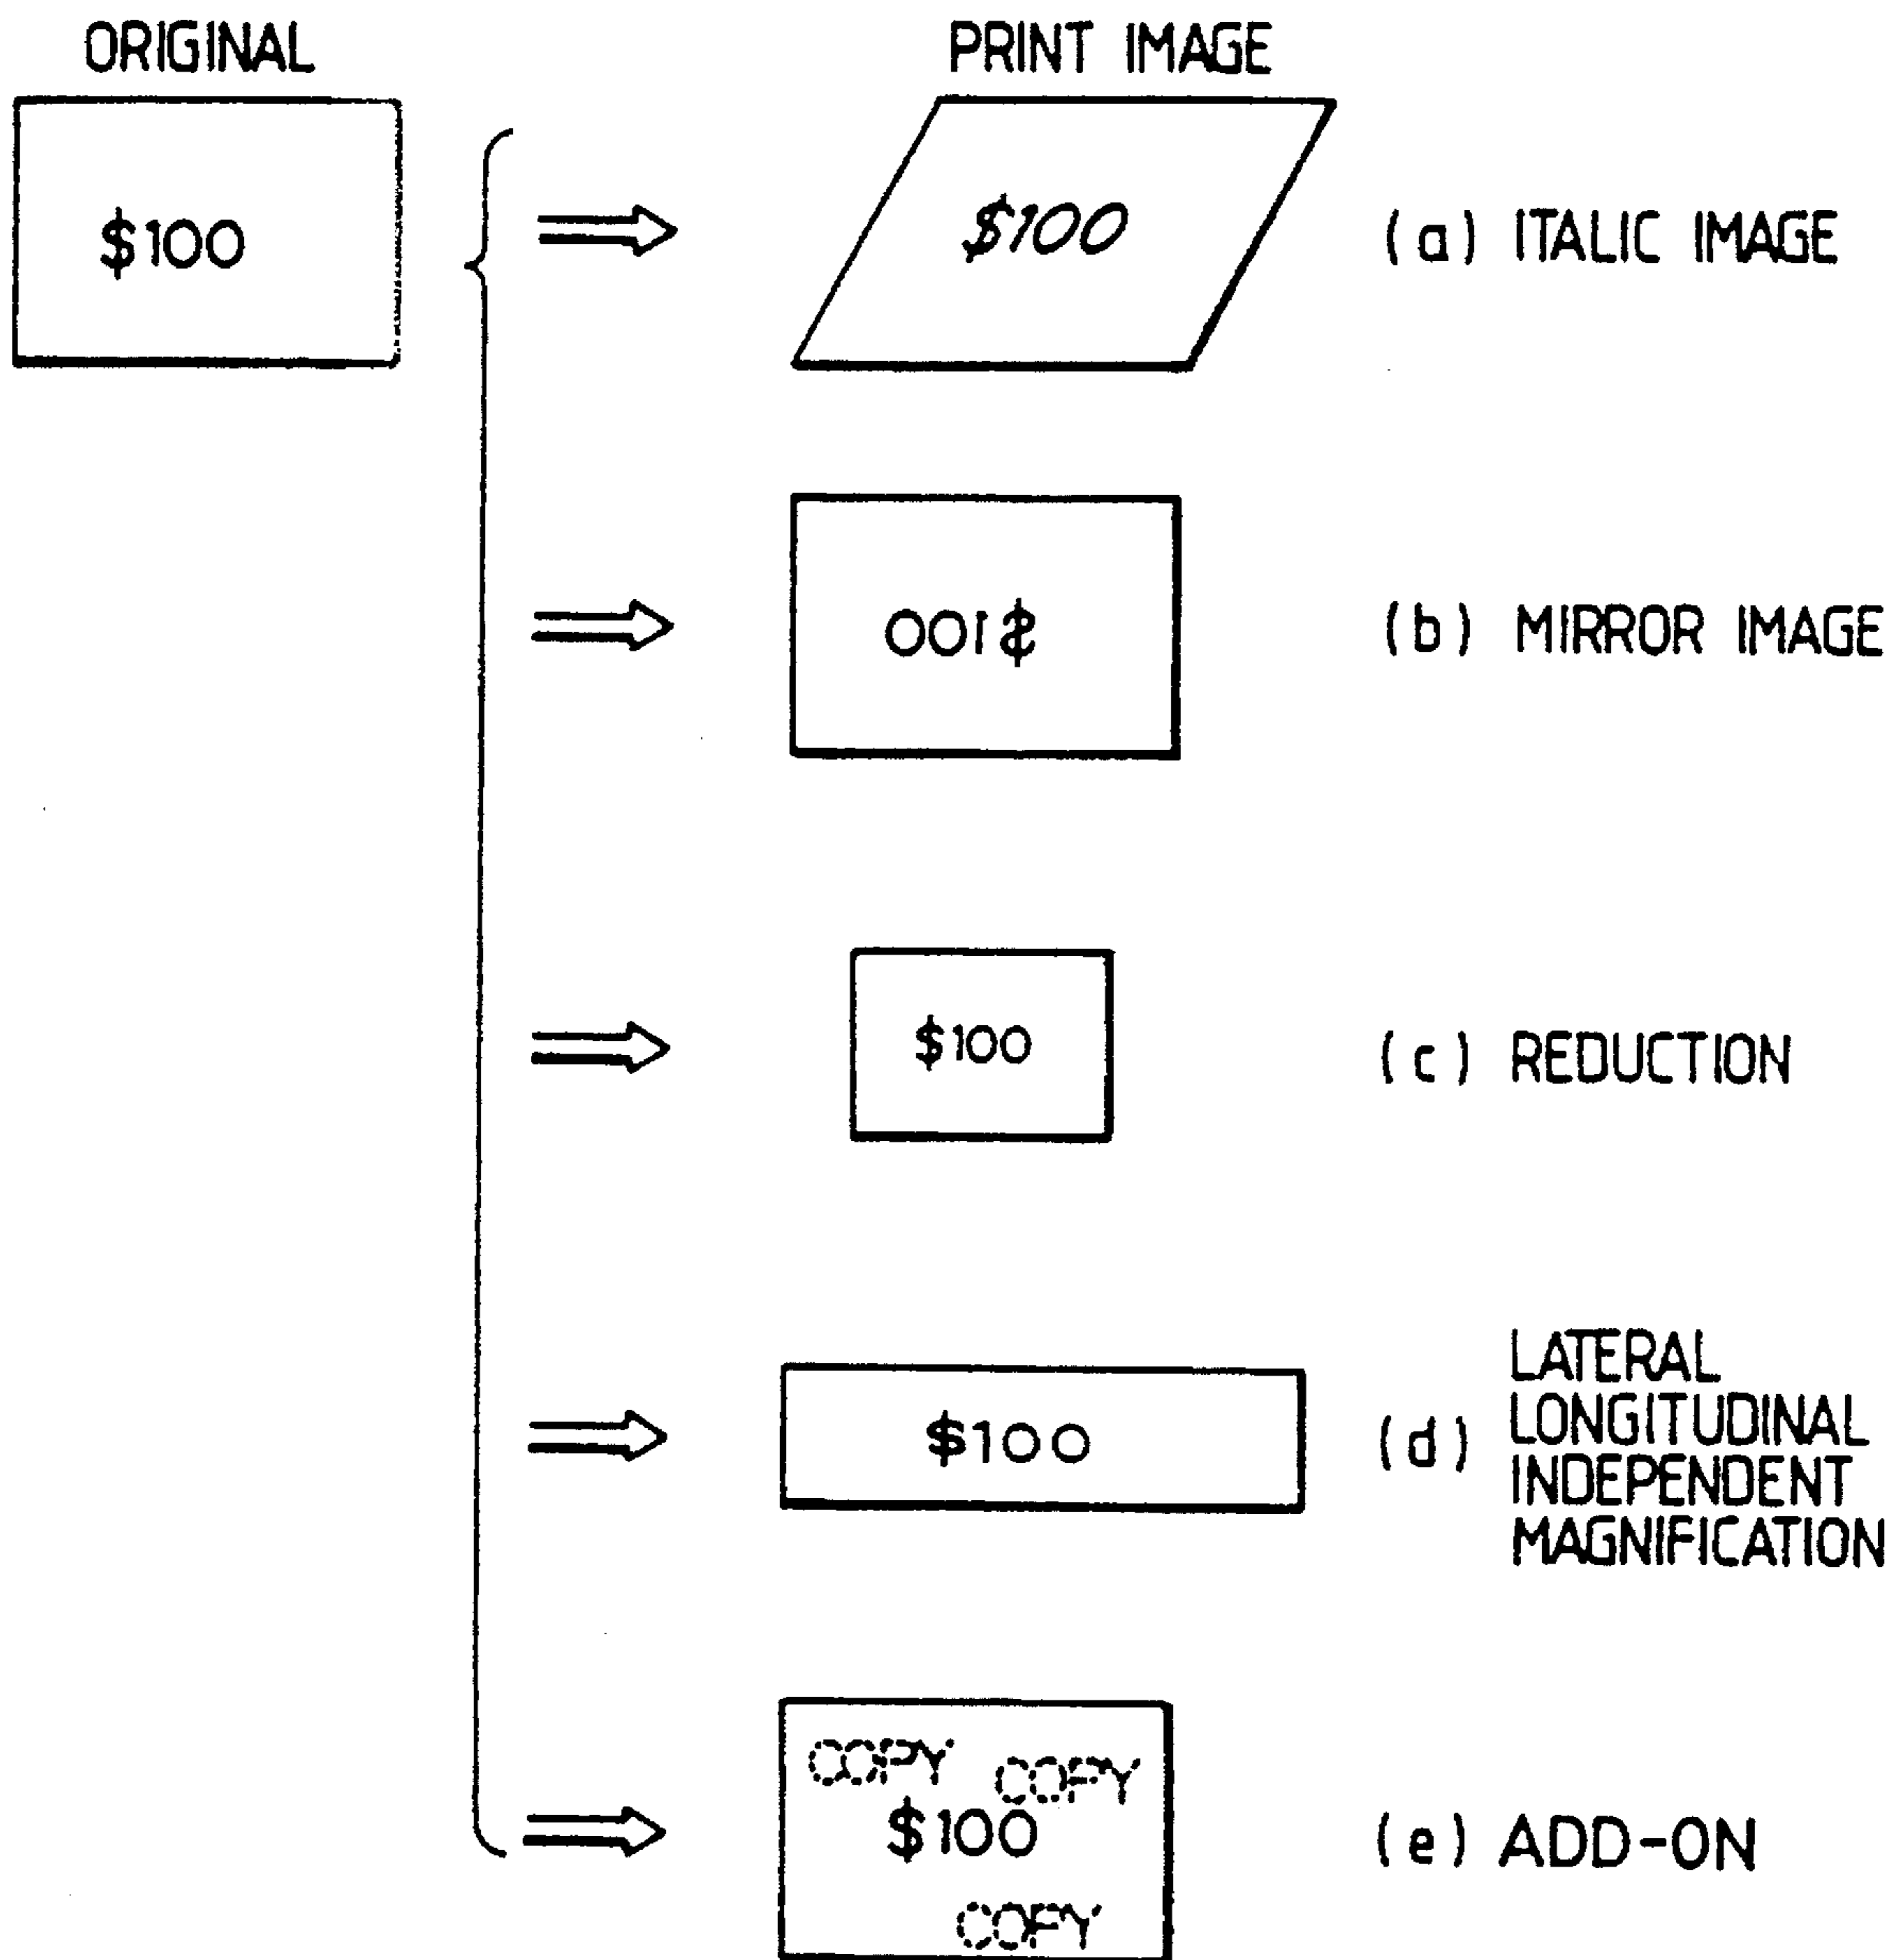 ORIGINAL
PRINT IMAGE
$100
$100
(a) ITALIC IMAGE
$100
(b) MIRROR IMAGE
$100
(c) REDUCTION
$100
(d) LATERAL
LONGITUDINAL
INDEPENDENT
MAGNIFICATION
COPY
COPY
$100
COPY
(e) ADD-ON